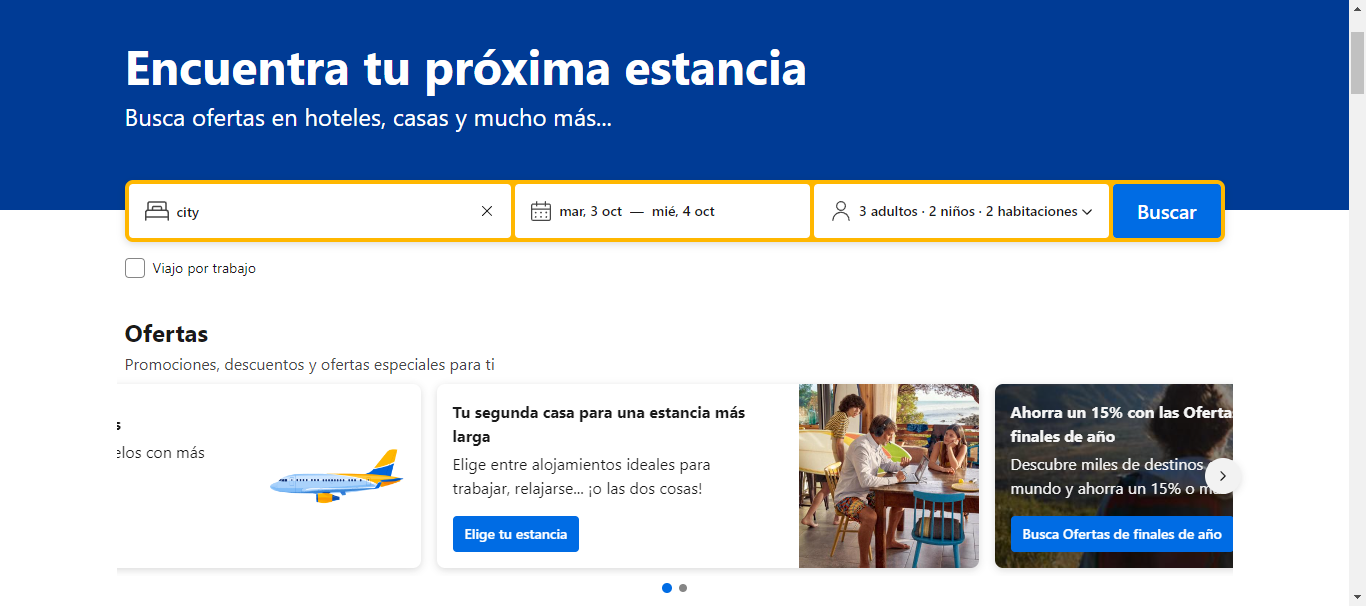 Encuentra tu próxima estancia
Busca ofertas en hoteles, casas y mucho más...
city
mar, 3 oct — mié, 4 oct
3 adultos · 2 niños · 2 habitaciones
Buscar
Viajo por trabajo
Ofertas
Promociones, descuentos y ofertas especiales para ti
s
elos con más
Tu segunda casa para una estancia más
larga
Elige entre alojamientos ideales para
trabajar, relajarse... ¡o las dos cosas!
Elige tu estancia
Ahorra un 15% con las Oferta
finales de año
Descubre miles de destinos
mundo y ahorra un 15% o m
Busca Ofertas de finales de año